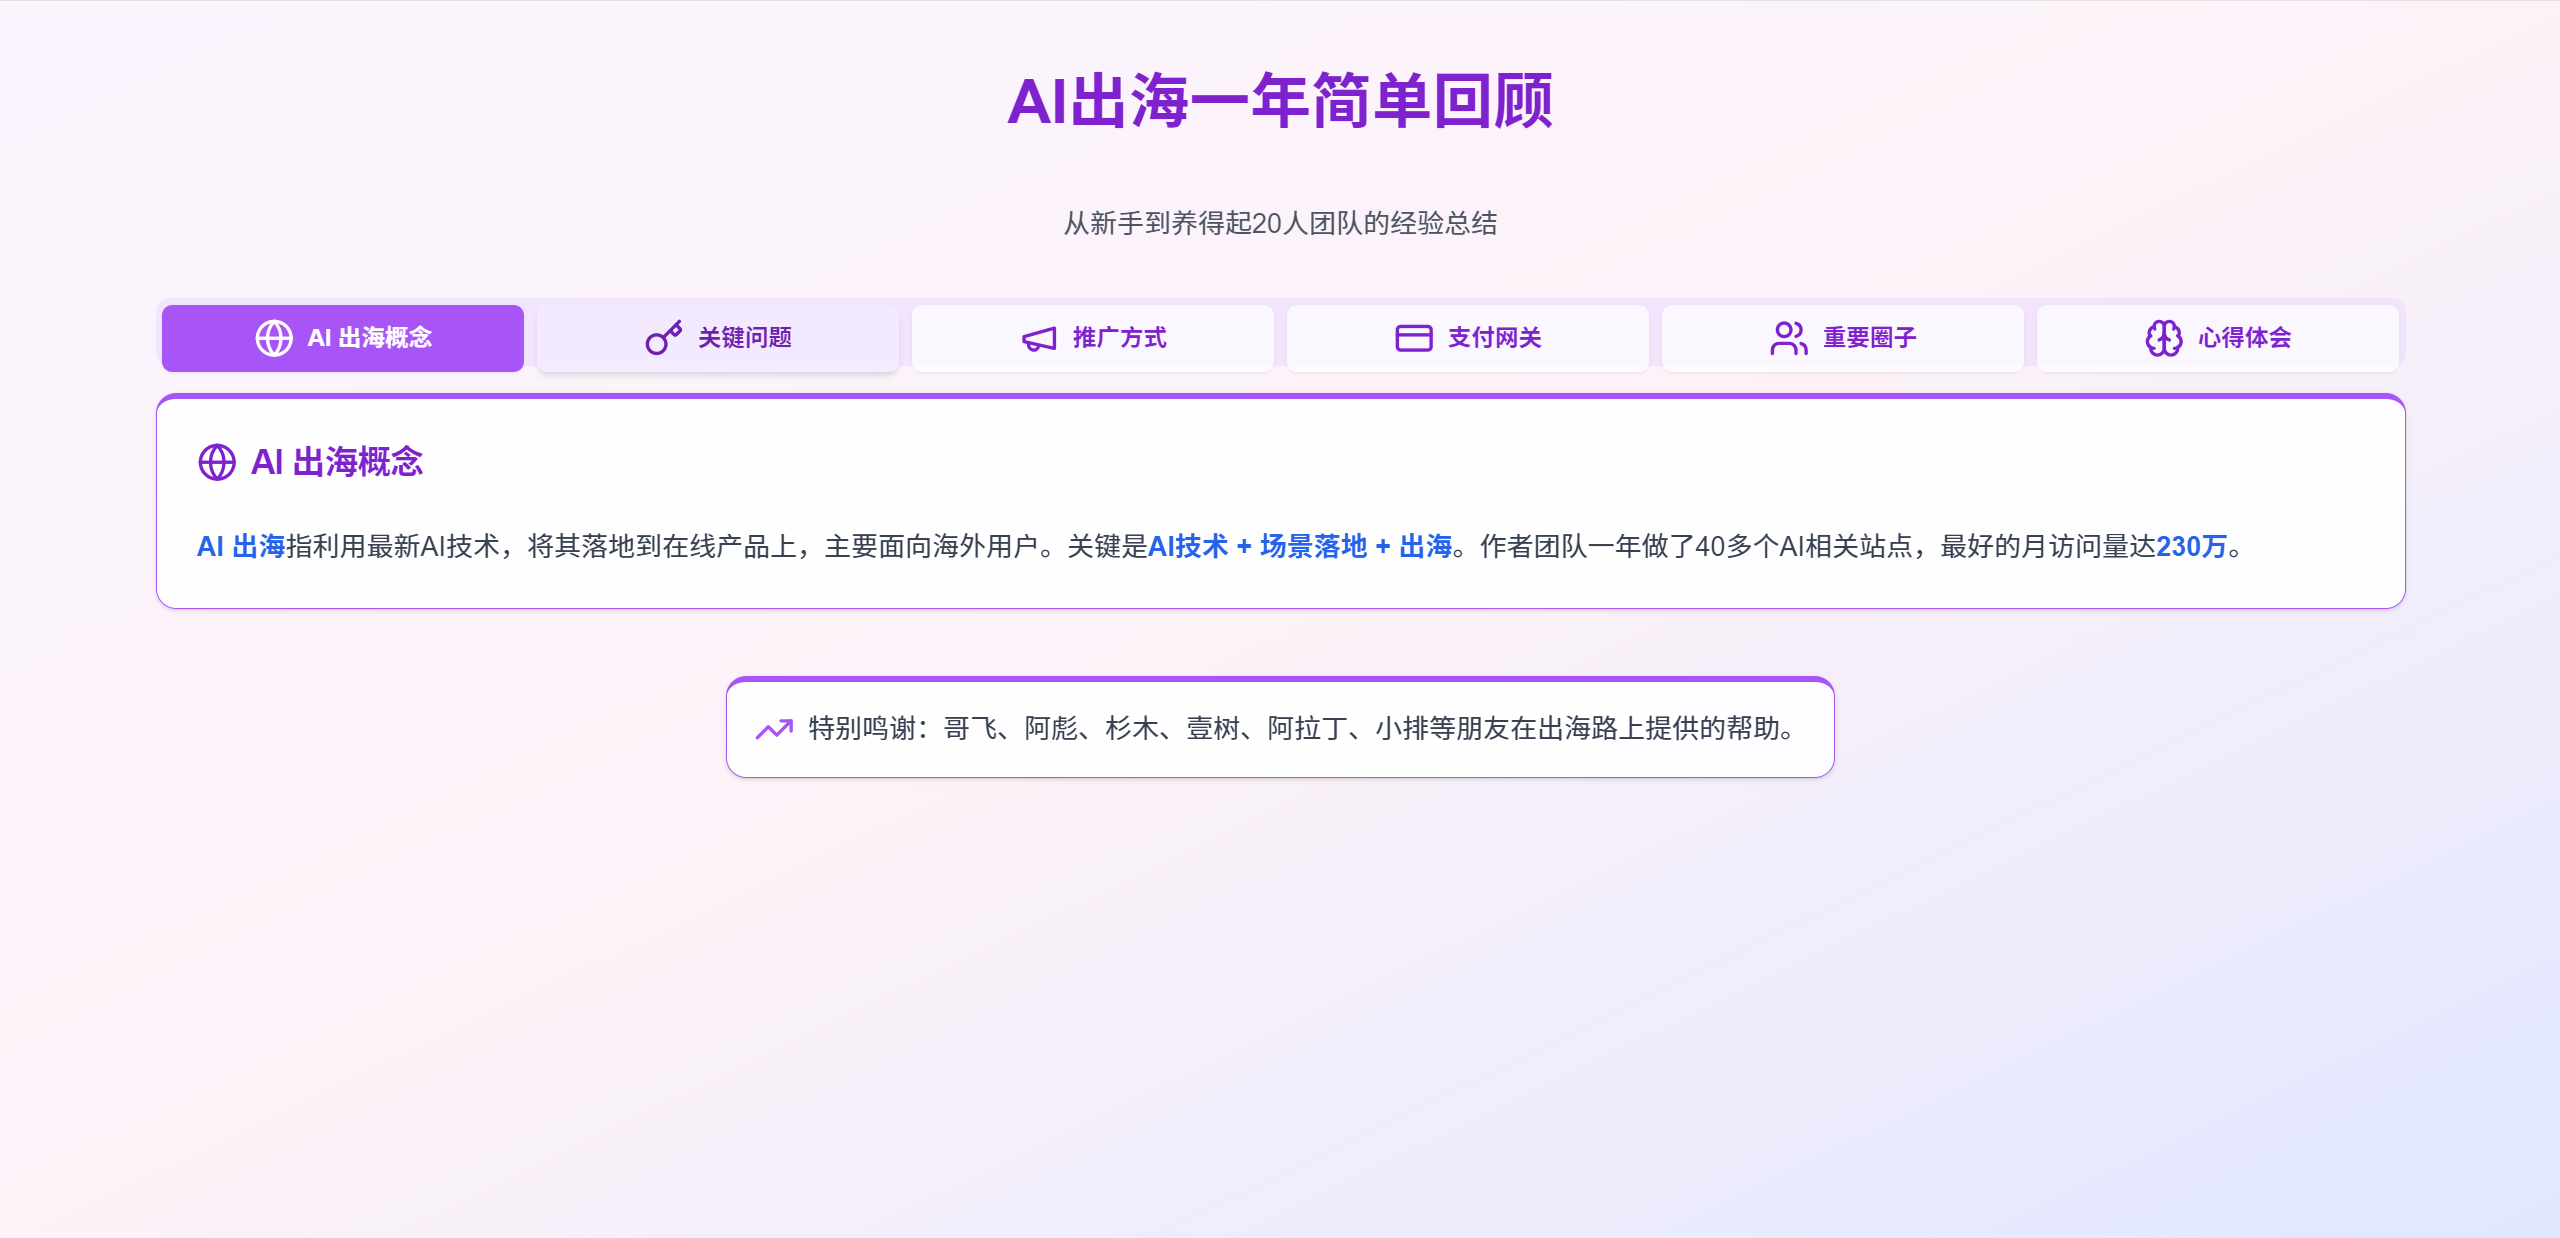 AI出海一年简单回顾
从新手到养得起20人团队的经验总结
AI 出海概念
关键问题
推广方式
支付网关
重要圈子
心得体会
AI 出海概念
AI 出海指利用最新AI技术，将其落地到在线产品上，主要面向海外用户。关键是AI技术 + 场景落地 + 出海。作者团队一年做了40多个AI相关站点，最好的月访问量达230万。
特别鸣谢：哥飞、阿彪、杉木、壹树、阿拉丁、小排等朋友在出海路上提供的帮助。